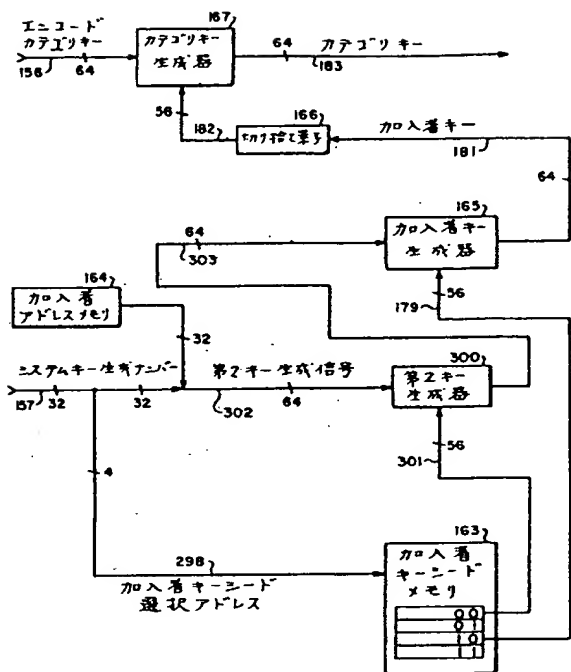 エンコード
カテゴリキー
156
64
167
カテゴリキー
生成器
64
カテゴリキー
183
56
166
182
切り捨て素子
加入者キー
181
64
165
64
303
加入者キー
生成器
164
加入者
アドレスメモリ
179
56
32
300
システムキー生成ナンバー
第2キー生成信号
第2キー
生成器
157
32
32
302
64
301
56
4
163
298
加入者キーシード
選択アドレス
加入者
キーシード
メモリ
00
01
10
11